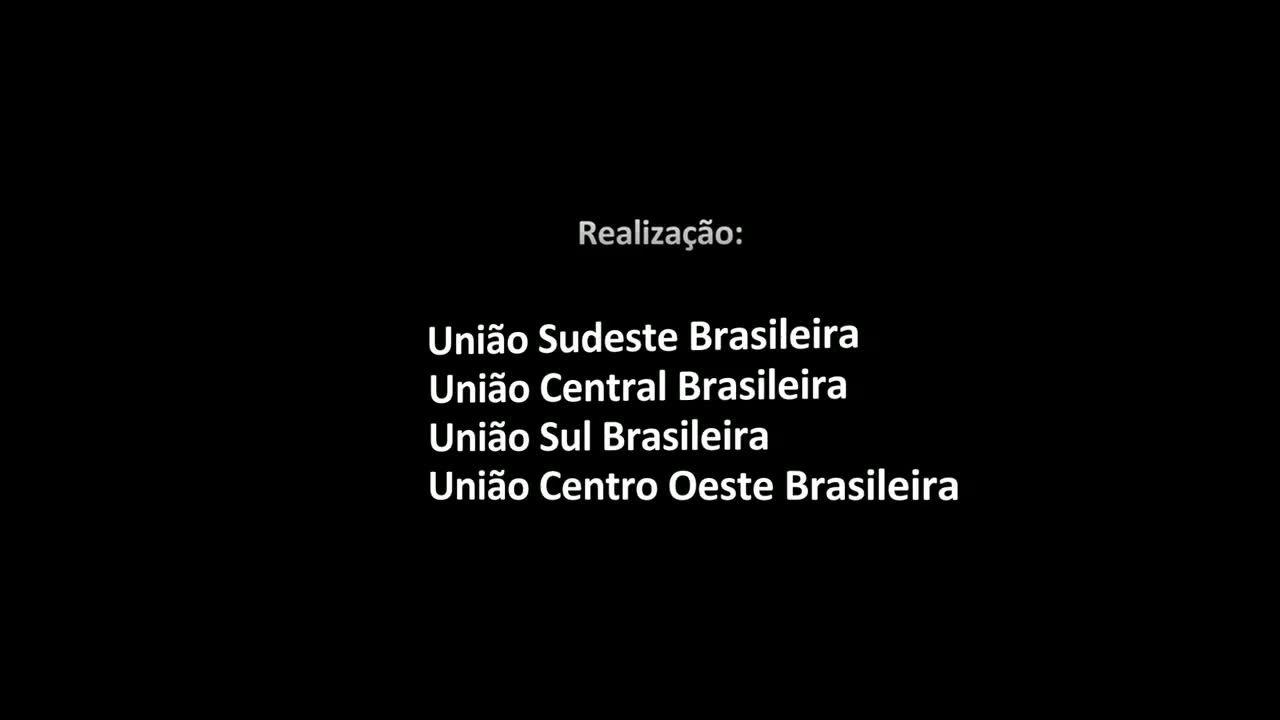 Realização:
União Sudeste Brasileira
União Central Brasileira
União Sul Brasileira
União Centro Oeste Brasileira